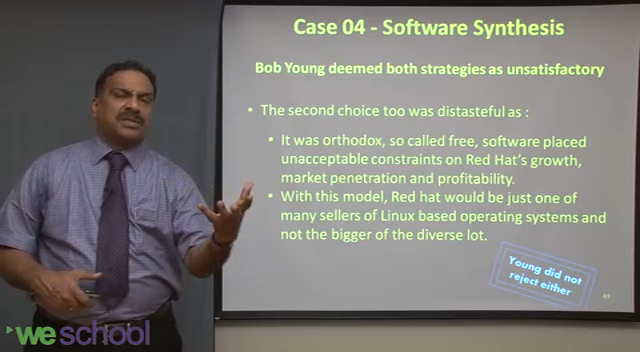 Case 04 - Software Synthesis
Bob Young deemed both strategies as unsatisfactory
• The second choice too was distasteful as :
• It was orthodox, so called free, software placed
unacceptable constraints on Red Hat's growth,
market penetration and profitability.
• With this model, Red hat would be just one of
many sellers of Linux based operating systems and
not the bigger of the diverse lot.
Young did not
reject either
69
weschool